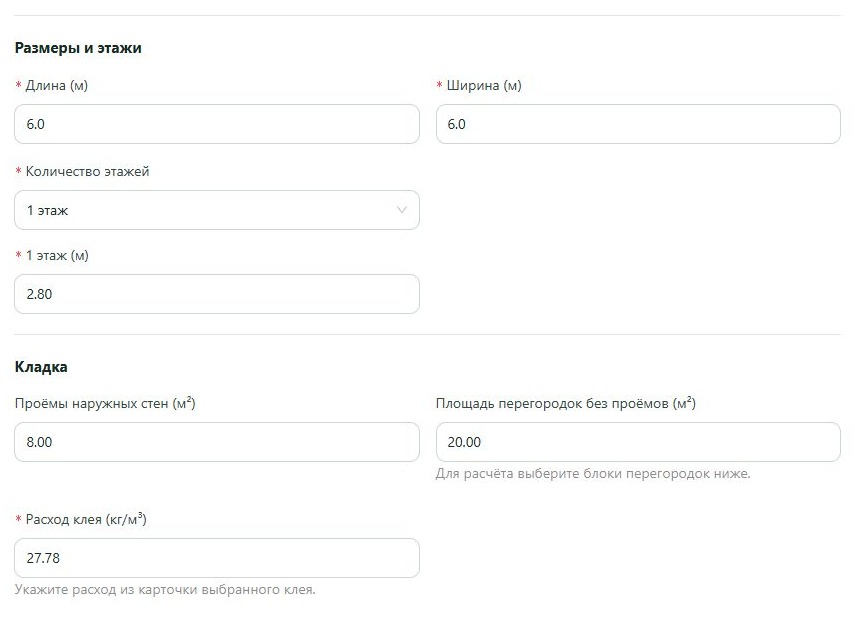 Размеры и этажи
* Длина (м)
* Ширина (м)
6.0
6.0
* Количество этажей
1 этаж
* 1 этаж (м)
2.80
Кладка
Проёмы наружных стен (м²)
Площадь перегородок без проёмов (м²)
8.00
20.00
Для расчёта выберите блоки перегородок ниже.
* Расход клея (кг/м³)
27.78
Укажите расход из карточки выбранного клея.